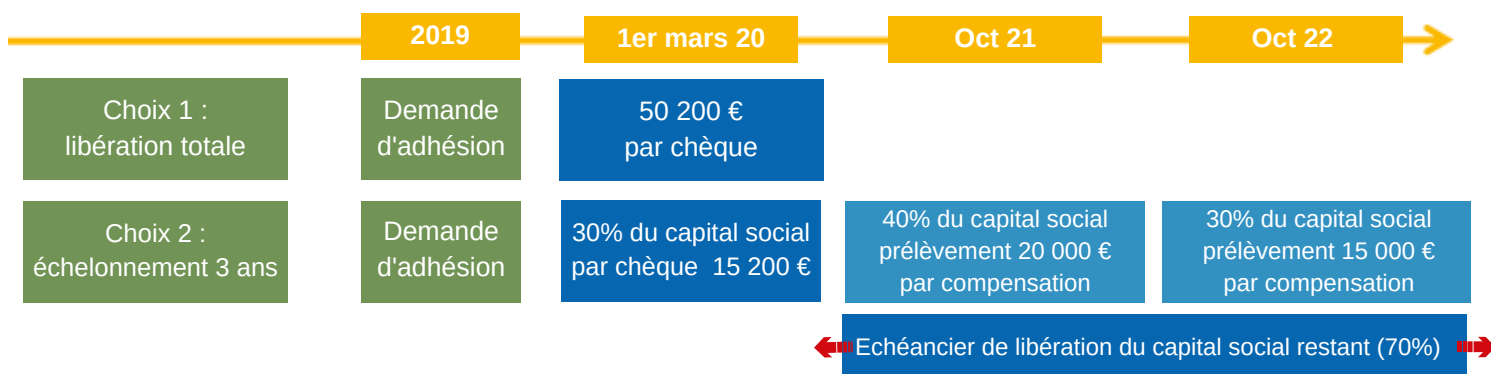 2019
1er mars 20
Oct 21
Oct 22
Choix 1 :
libération totale
Demande
d'adhésion
50 200 €
par chèque
Choix 2 :
échelonnement 3 ans
Demande
d'adhésion
30% du capital social
par chèque  15 200 €
40% du capital social
prélèvement 20 000 €
par compensation
30% du capital social
prélèvement 15 000 €
par compensation
Echéancier de libération du capital social restant (70%)